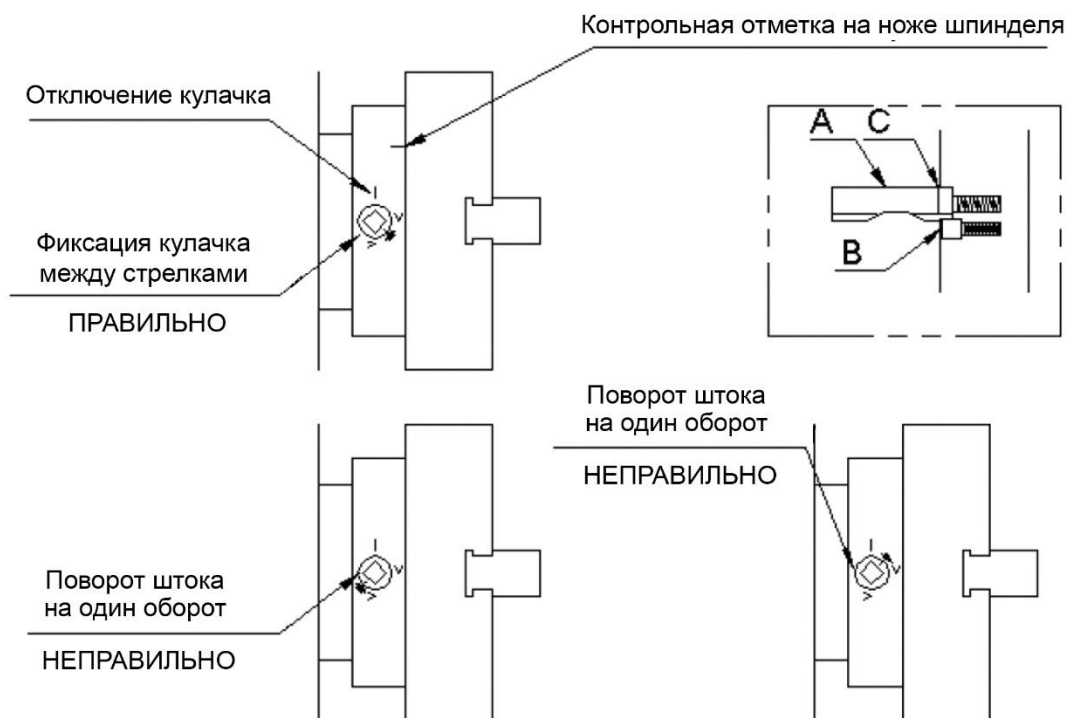 Контрольная отметка на ноже шпинделя
Отключение кулачка
A C
Фиксация кулачка
между стрелками
B
ПРАВИЛЬНО
Поворот штока
на один оборот
НЕПРАВИЛЬНО
Поворот штока
на один оборот
НЕПРАВИЛЬНО